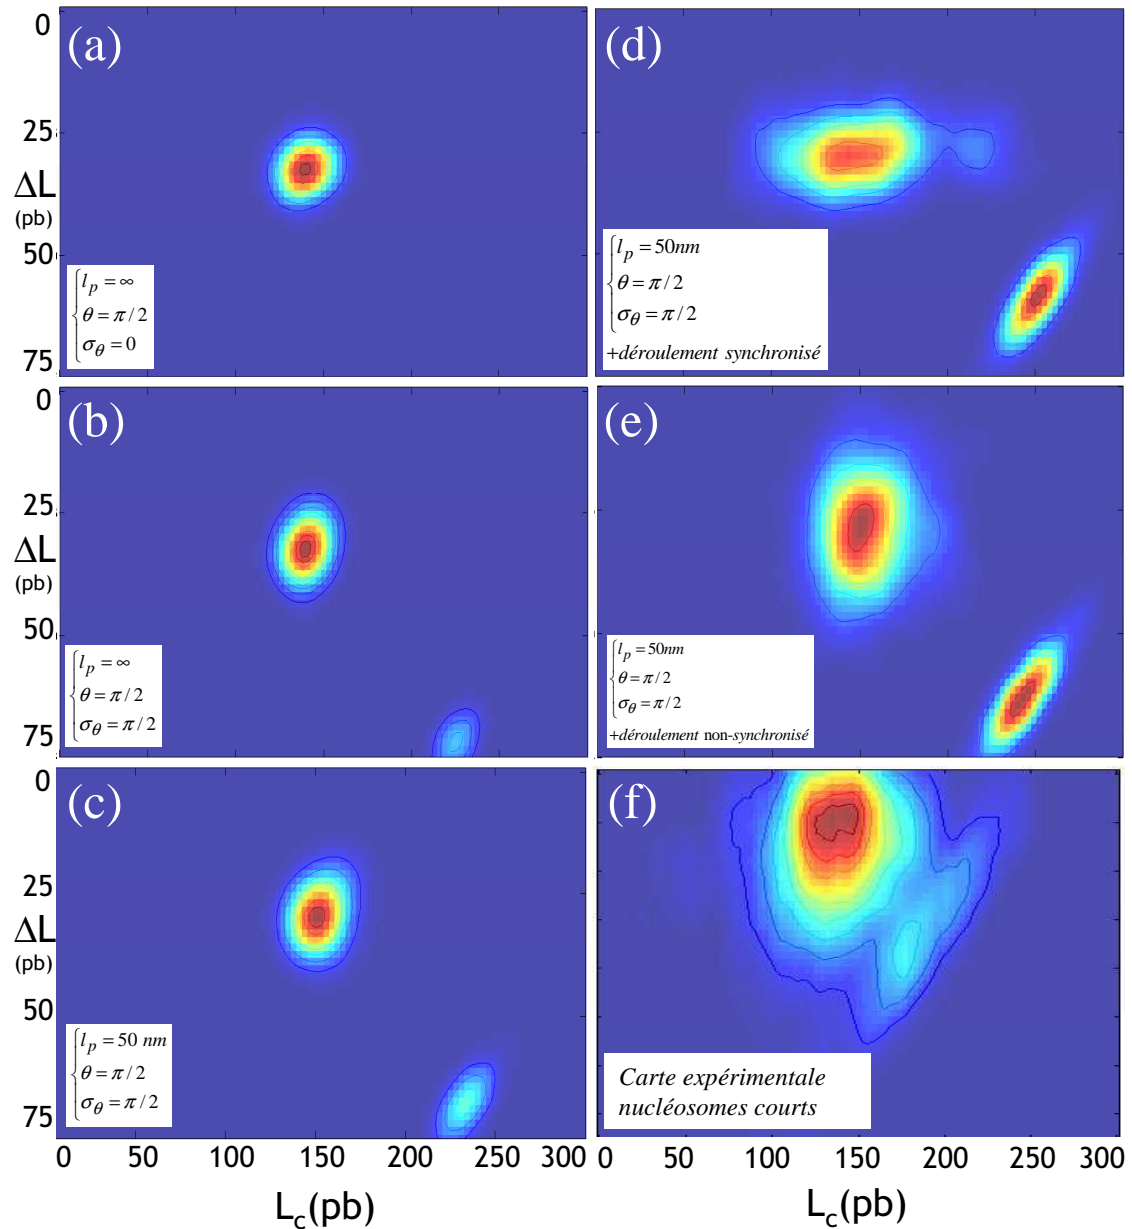 (a)
0
25
ΔL
(pb)
50
75
l_p = ∞
θ = π/2
σ_θ = 0
(b)
0
25
ΔL
(pb)
50
75
l_p = ∞
θ = π/2
σ_θ = π/2
(c)
0
25
ΔL
(pb)
50
75
l_p = 50 nm
θ = π/2
σ_θ = π/2
0 50 100 150 200 250 300
L_c(pb)
(d)
l_p = 50nm
θ = π/2
σ_θ = π/2
+déroulement synchronisé
(e)
l_p = 50nm
θ = π/2
σ_θ = π/2
+déroulement non-synchronisé
(f)
Carte expérimentale
nucléosomes courts
0 50 100 150 200 250 300
L_c(pb)